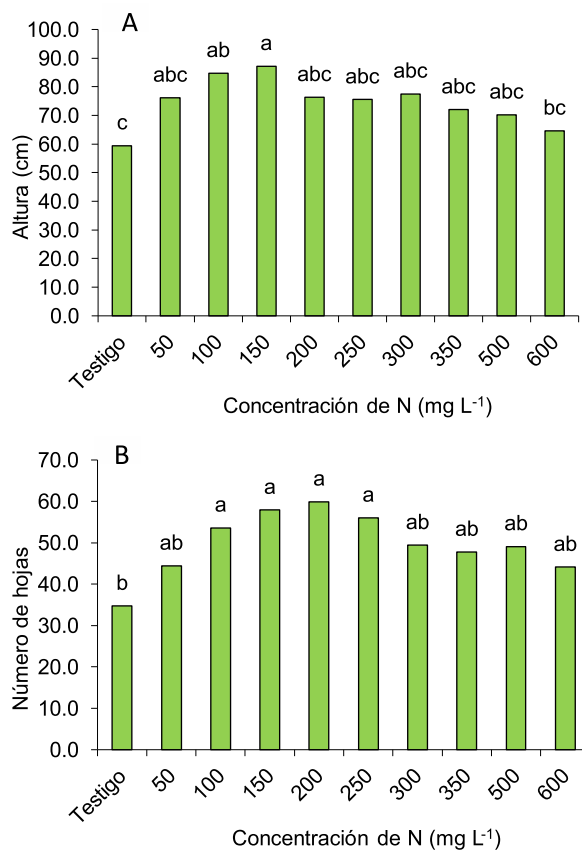 A
Altura (cm)
100.0
90.0
80.0
70.0
60.0
50.0
40.0
30.0
20.0
10.0
0.0
c abc ab a abc abc abc abc abc bc
Testigo 50 100 150 200 250 300 350 500 600
Concentración de N (mg L⁻¹)
B
Número de hojas
70.0
60.0
50.0
40.0
30.0
20.0
10.0
0.0
b ab a a a a ab ab ab ab
Testigo 50 100 150 200 250 300 350 500 600
Concentración de N (mg L⁻¹)